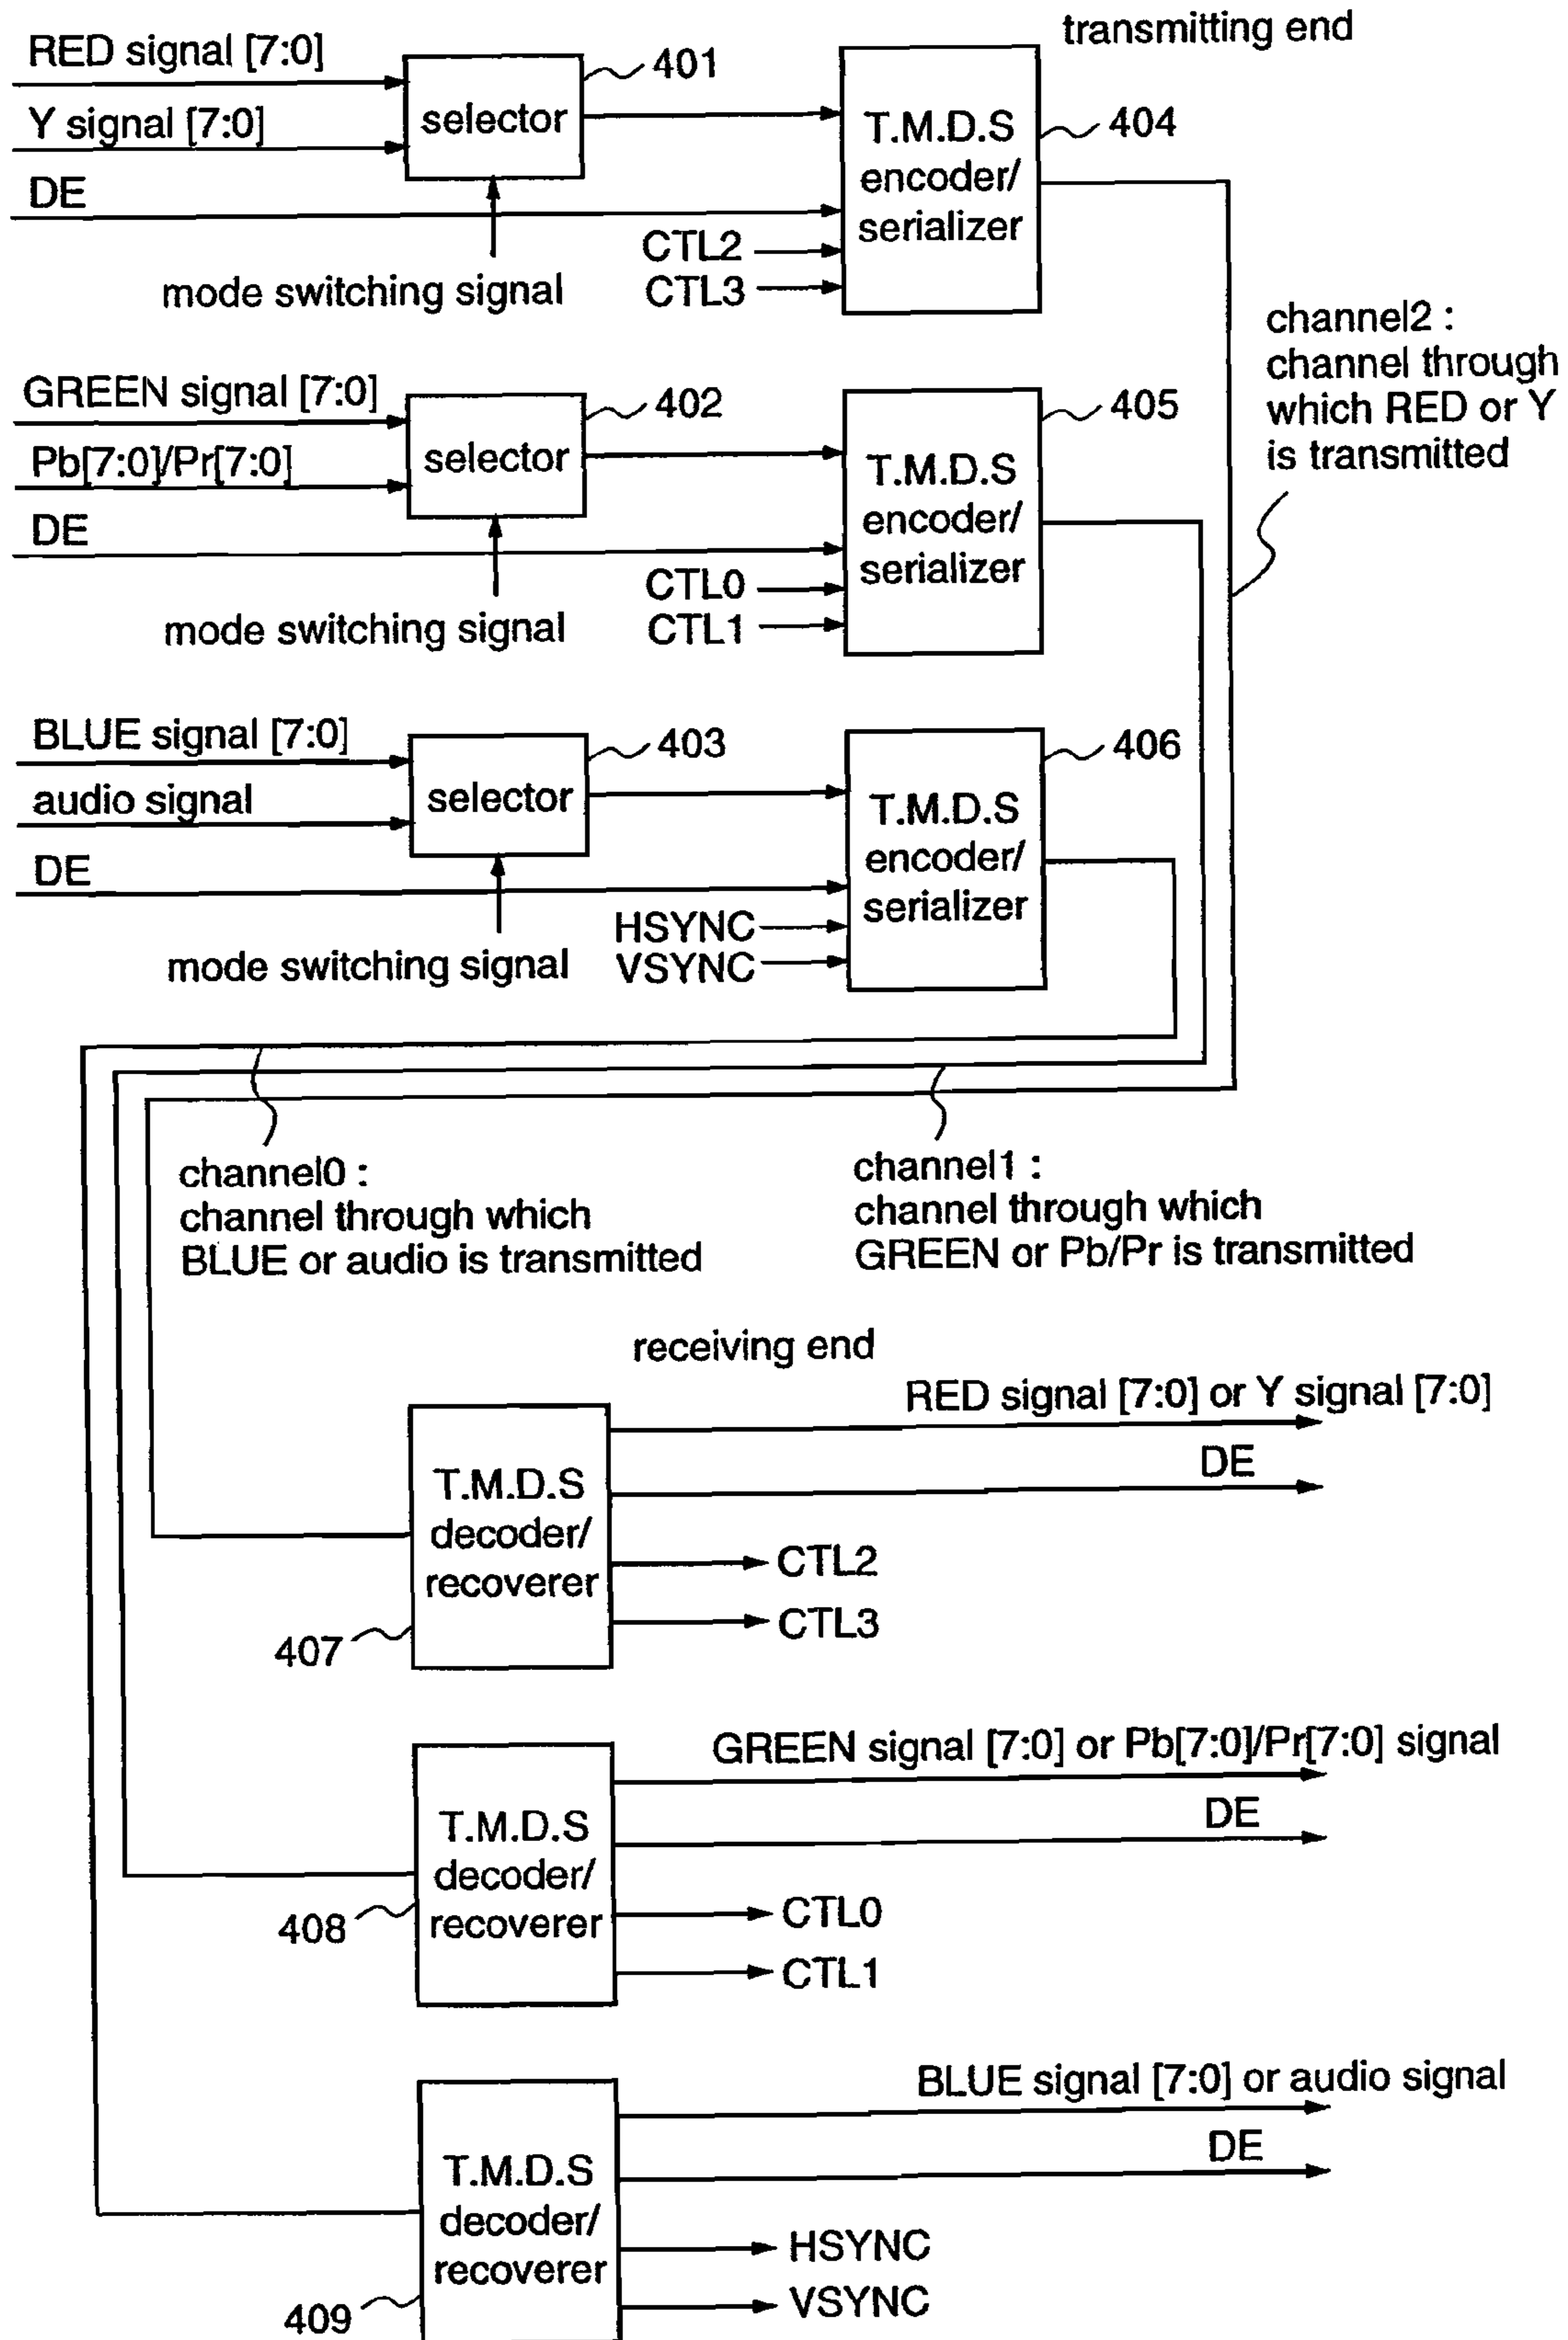 transmitting end
RED signal [7:0]
401
Y signal [7:0]
selector
T.M.D.S
encoder/
serializer
404
DE
CTL2
CTL3
mode switching signal
channel2 :
channel through
which RED or Y
is transmitted
GREEN signal [7:0]
402
Pb[7:0]/Pr[7:0]
selector
T.M.D.S
encoder/
serializer
405
DE
CTL0
CTL1
mode switching signal
BLUE signal [7:0]
403
audio signal
selector
T.M.D.S
encoder/
serializer
406
DE
HSYNC
VSYNC
mode switching signal
channel0 :
channel through which
BLUE or audio is transmitted
channel1 :
channel through which
GREEN or Pb/Pr is transmitted
receiving end
RED signal [7:0] or Y signal [7:0]
DE
T.M.D.S
decoder/
recoverer
CTL2
CTL3
407
GREEN signal [7:0] or Pb[7:0]/Pr[7:0] signal
DE
T.M.D.S
decoder/
recoverer
CTL0
CTL1
408
BLUE signal [7:0] or audio signal
DE
T.M.D.S
decoder/
recoverer
HSYNC
VSYNC
409